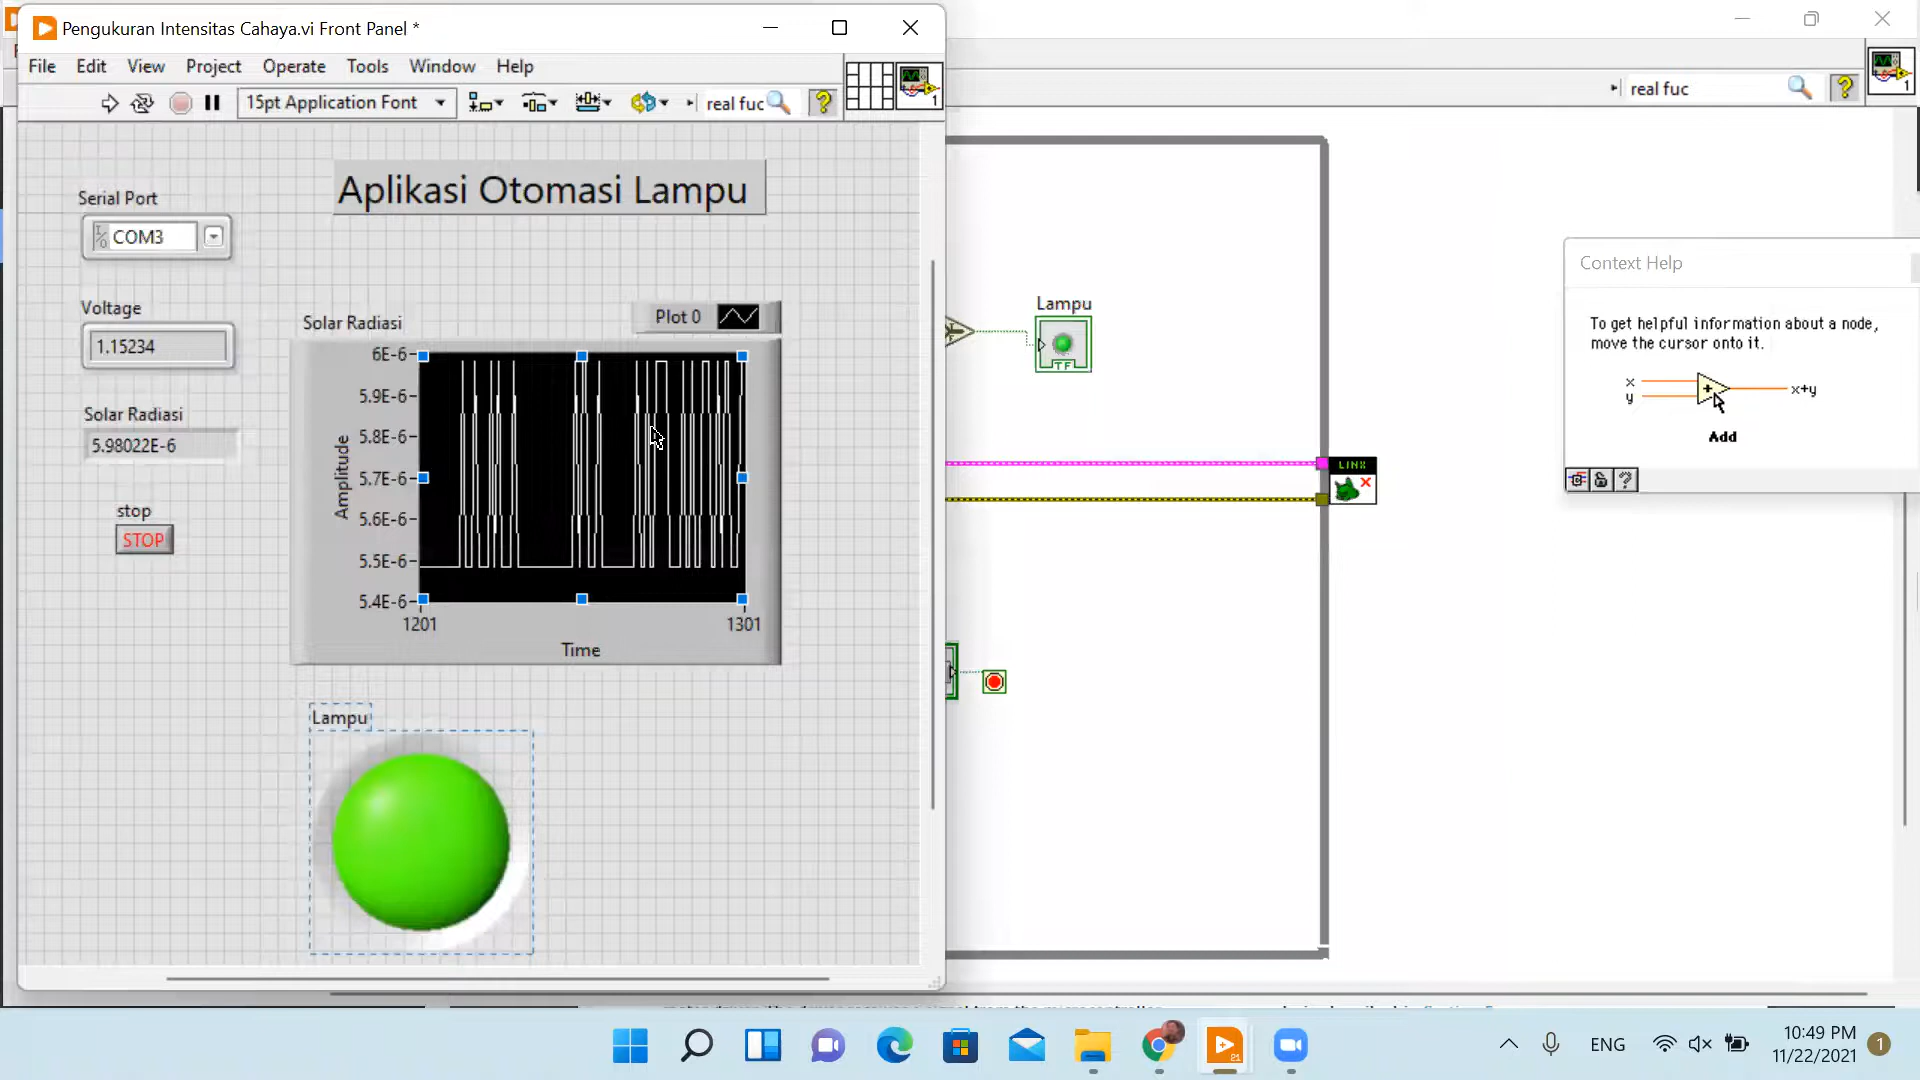 Pengukuran Intensitas Cahaya.vi Front Panel *
File Edit View Project Operate Tools Window Help
15pt Application Font
real fuc
1
real fuc
1
Aplikasi Otomasi Lampu
Serial Port
COM3
Voltage
1.15234
Solar Radiasi
5.98022E-6
stop
STOP
Solar Radiasi
Plot 0
6E-6
5.9E-6
5.8E-6
5.7E-6
5.6E-6
5.5E-6
5.4E-6
Amplitude
1201
1301
Time
Lampu
Lampu
TF
LINX
Context Help
To get helpful information about a node,
move the cursor onto it.
x
y
x+y
Add
ENG
10:49 PM
11/22/2021
1